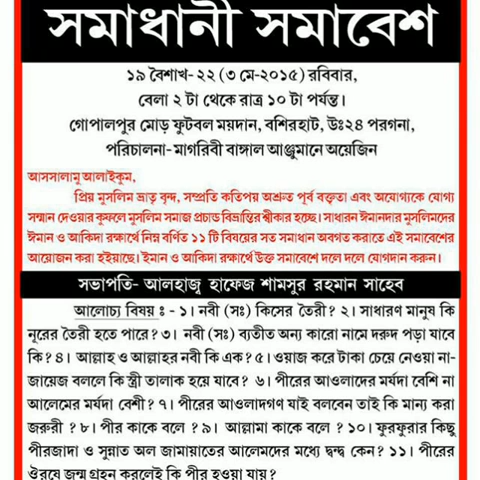 সমাধানী সমাবেশ
১৯ বৈশাখ- ২২ (৩ মে-২০১৫) রবিবার,
বেলা ২ টা থেকে রাত্র ১০ টা পর্যন্ত।
গোপালপুর মোড় ফুটবল ময়দান, বশিরহাট, উঃ ২৪ পরগনা,
পরিচালনা- মাগরিবী বাঙ্গাল আঞ্জুমানে অয়েজিন
আসসালামু আলাইকুম,
প্রিয় মুসলিম ভ্রাতৃ বৃন্দ, সম্প্রতি কতিপয় অশ্রুত পূর্ব বক্তৃতা এবং অযোগ্যকে যোগ্য
সম্মান দেওয়ার কুফলে মুসলিম সমাজ প্রচন্ড বিভ্রান্তির শ্বীকার হচ্ছে। সাধারন ঈমানদার মুসলিমদের
ঈমান ও আকিদা রক্ষার্থে নিম্ন বর্ণিত ১১ টি বিষয়ের সত সমাধান অবগত করাতে এই সমাবেশের
আয়োজন করা হইয়াছে। ইমান ও আকিদা রক্ষার্থে উক্ত সমাবেশে দলে দলে যোগদান করুন।
সভাপতি- আলহাজ্ব হাফেজ শামসুর রহমান সাহেব
আলোচ্য বিষয় ঃ - ১। নবী (সঃ) কিসের তৈরী? ২। সাধারণ মানুষ কি
নূরের তৈরী হতে পারে? ৩। নবী (সঃ) ব্যতীত অন্য কারো নামে দরুদ পড়া যাবে
কি? ৪। আল্লাহ ও আল্লাহর নবী কি এক? ৫। ওয়াজ করে টাকা চেয়ে নেওয়া না-
জায়েজ বললে কি স্ত্রী তালাক হয়ে যাবে? ৬। পীরের আওলাদের মর্যদা বেশি না
আলেমের মর্যদা বেশী? ৭। পীরের আওলাদগণ যাই বলবেন তাই কি মান্য করা
জরুরী? ৮। পীর কাকে বলে? ৯। আল্লামা কাকে বলে ? ১০। ফুরফুরার কিছু
পীরজাদা ও সুন্নাত অল জামায়াতের আলেমদের মধ্যে দ্বন্দ্ব কেন? ১১। পীরের
ঔরষে জন্ম গ্রহন করলেই কি পীর হওয়া যায়?